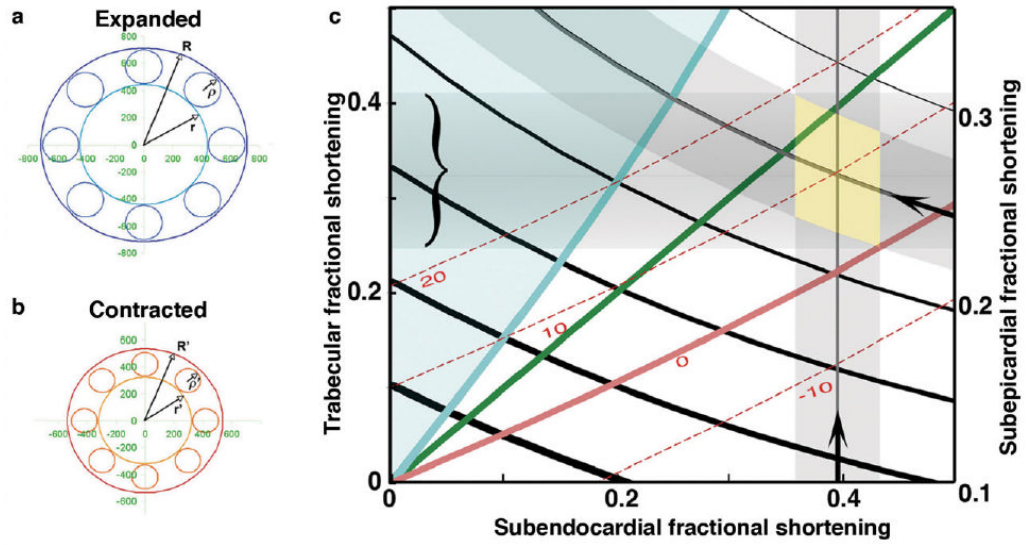 a
Expanded
800
600
400
200
0
-200
-400
-600
-800
-800 -600 -400 -200 0 200 400 600 800
R
ρ
r
b
Contracted
600
400
200
0
-200
-400
-600
-600 -400 -200 0 200 400 600
R'
ρ'
r'
c
Trabecular fractional shortening
0.4
0.2
0
0 0.2 0.4
Subendocardial fractional shortening
Subepicardial fractional shortening
0.3
0.2
0.1
20
10
0
-10